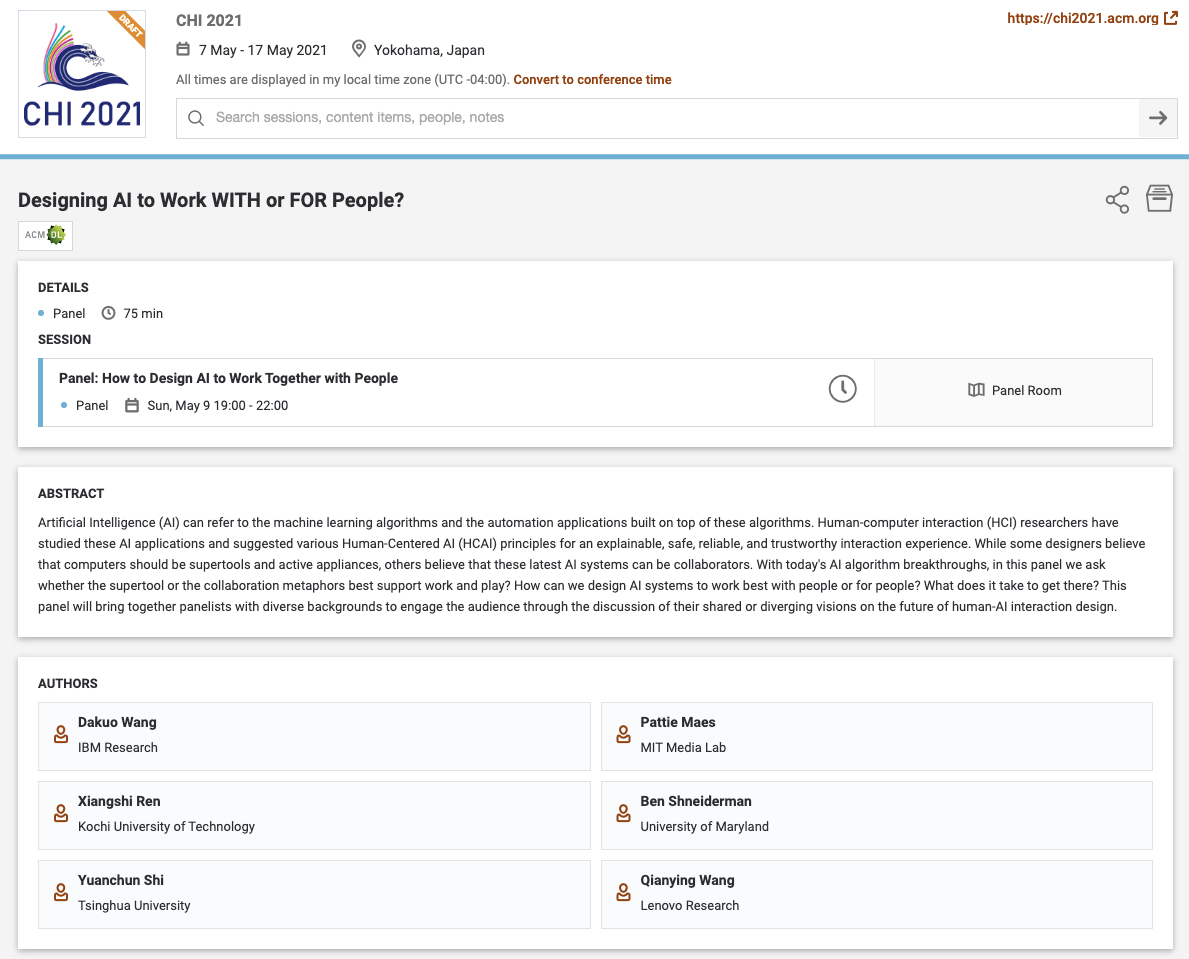 DRAFT
CHI 2021
CHI 2021
https://chi2021.acm.org
7 May - 17 May 2021 Yokohama, Japan
All times are displayed in my local time zone (UTC -04:00). Convert to conference time
Search sessions, content items, people, notes
Designing AI to Work WITH or FOR People?
ACM DL
DETAILS
Panel 75 min
SESSION
Panel: How to Design AI to Work Together with People
Panel Sun, May 9 19:00 - 22:00
Panel Room
ABSTRACT
Artificial Intelligence (AI) can refer to the machine learning algorithms and the automation applications built on top of these algorithms. Human-computer interaction (HCI) researchers have
studied these AI applications and suggested various Human-Centered AI (HCAI) principles for an explainable, safe, reliable, and trustworthy interaction experience. While some designers believe
that computers should be supertools and active appliances, others believe that these latest AI systems can be collaborators. With today's AI algorithm breakthroughs, in this panel we ask
whether the supertool or the collaboration metaphors best support work and play? How can we design AI systems to work best with people or for people? What does it take to get there? This
panel will bring together panelists with diverse backgrounds to engage the audience through the discussion of their shared or diverging visions on the future of human-AI interaction design.
AUTHORS
Dakuo Wang
IBM Research
Pattie Maes
MIT Media Lab
Xiangshi Ren
Kochi University of Technology
Ben Shneiderman
University of Maryland
Yuanchun Shi
Tsinghua University
Qianying Wang
Lenovo Research